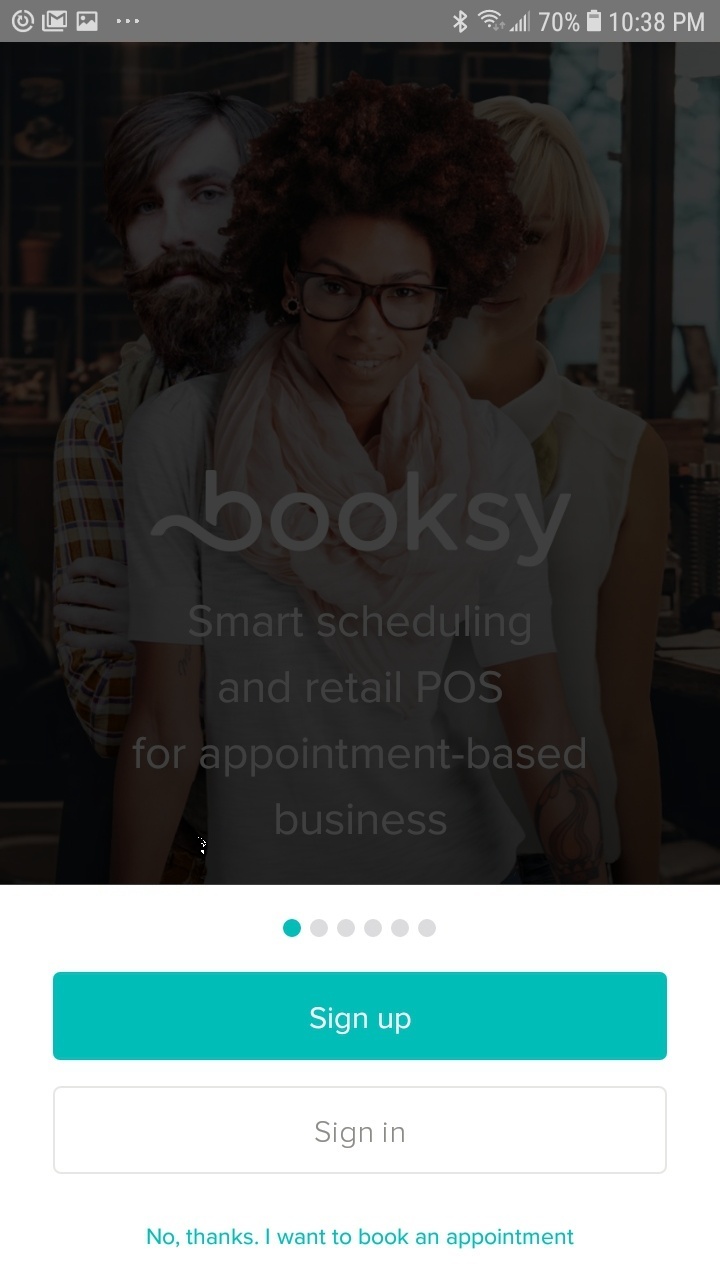 70% 10:38 PM
booksy
Smart scheduling
and retail POS
for appointment-based
business
Sign up
Sign in
No, thanks. I want to book an appointment